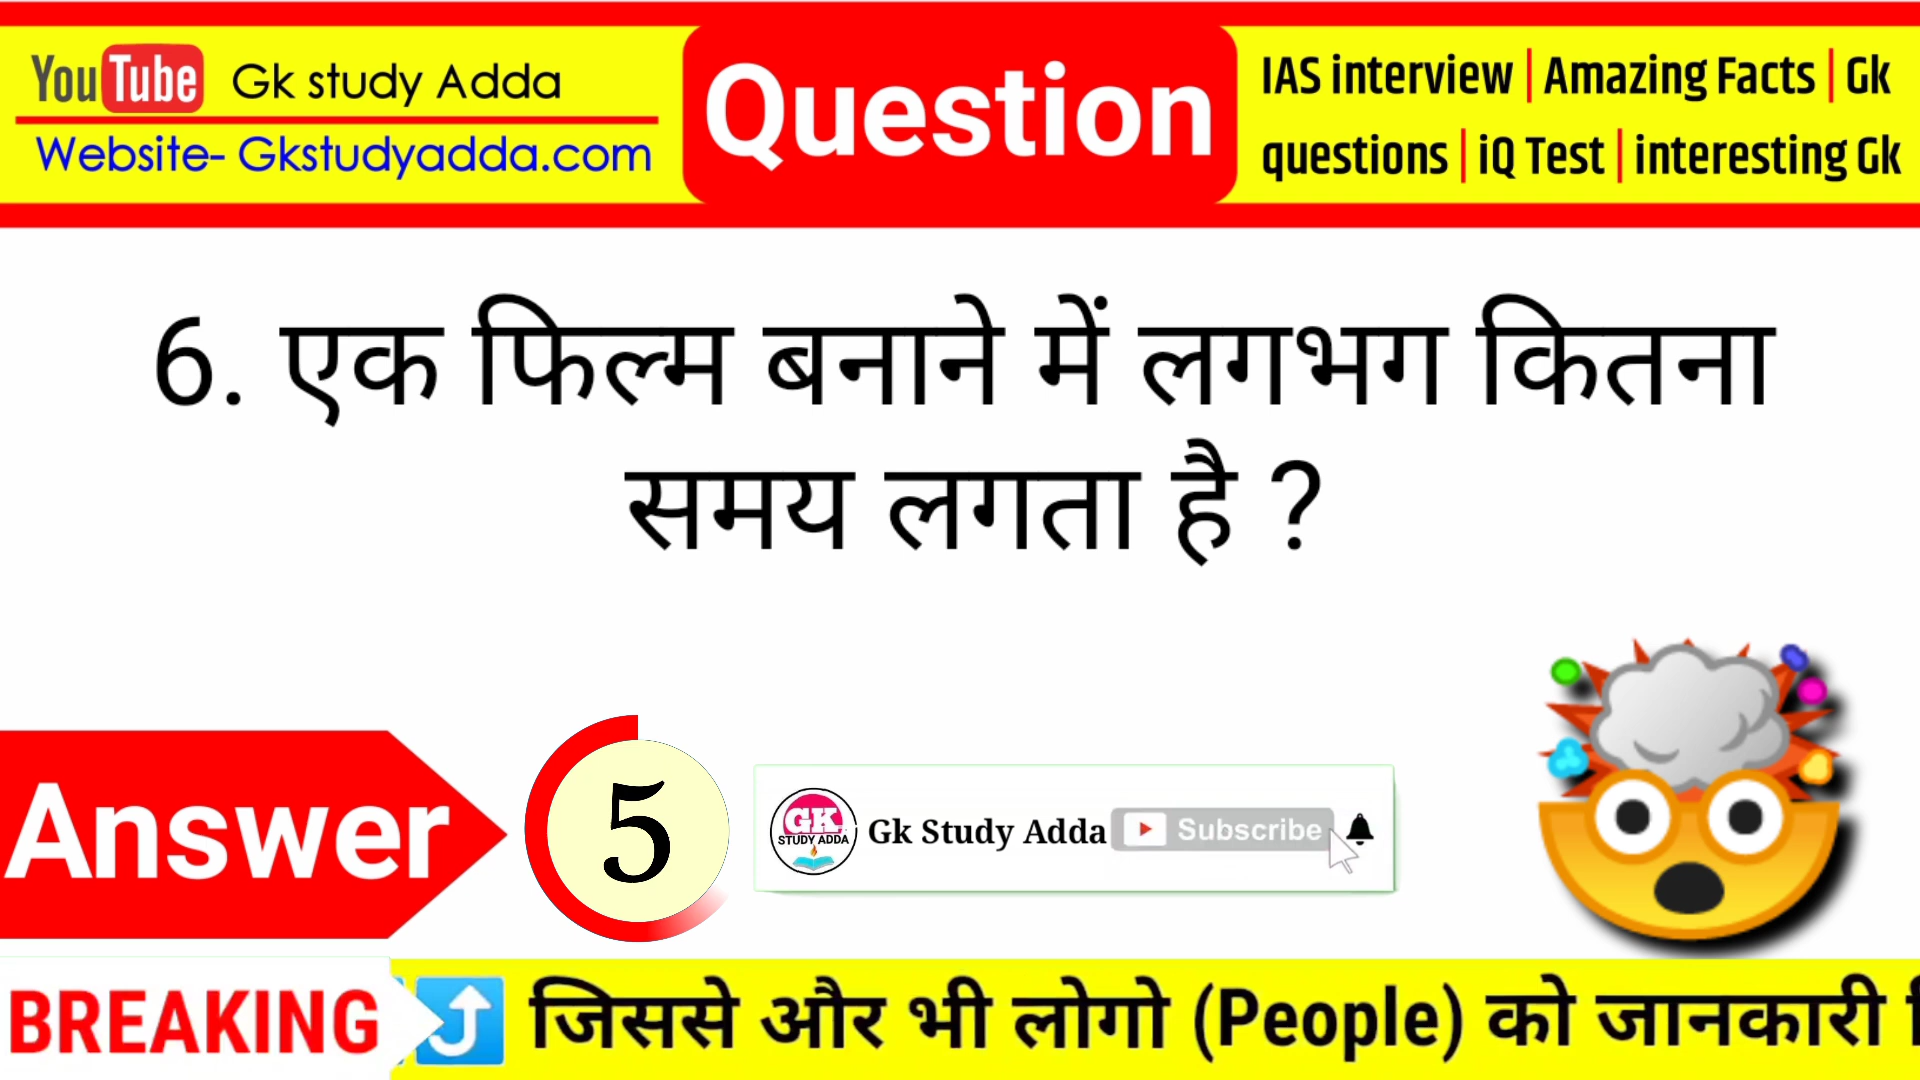 YouTube Gk study Adda
Website- Gkstudyadda.com
Question
IAS interview | Amazing Facts | Gk
questions | iQ Test | interesting Gk
6. एक फिल्म बनाने में लगभग कितना
समय लगता है ?
Answer
5
GK
STUDY ADDA
Gk Study Adda
Subscribe
BREAKING
जिससे और भी लोगो (People) को जानकारी